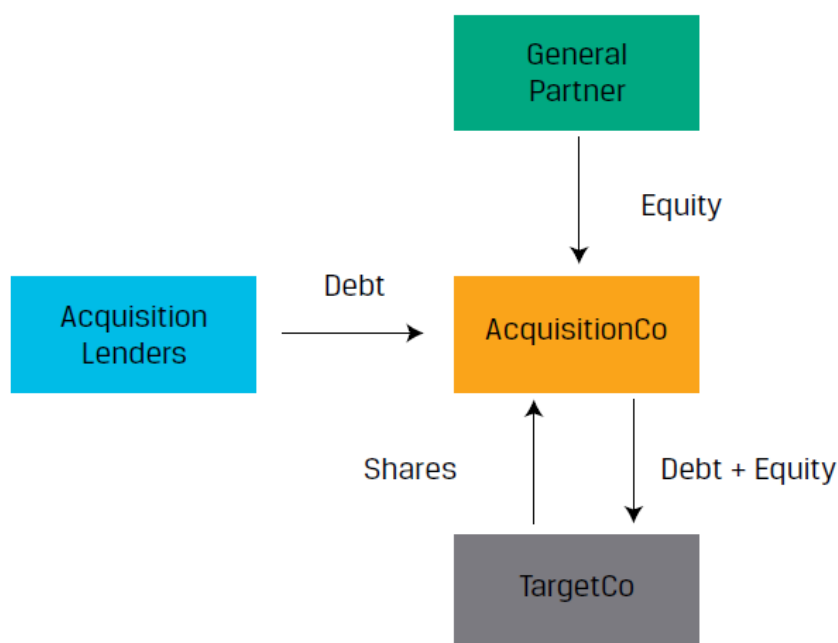 General
Partner
Equity
Debt
Acquisition
Lenders
AcquisitionCo
Shares
Debt + Equity
TargetCo